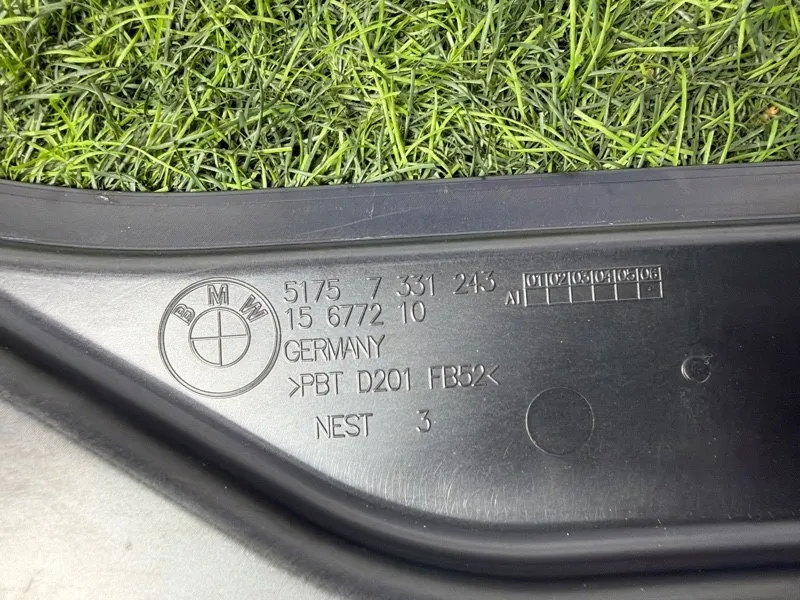 BMW
5175 7 331 243
15 6772 10
GERMANY
>PBT D201 FB52<
NEST 3
AI 01 02 03 04 05 06